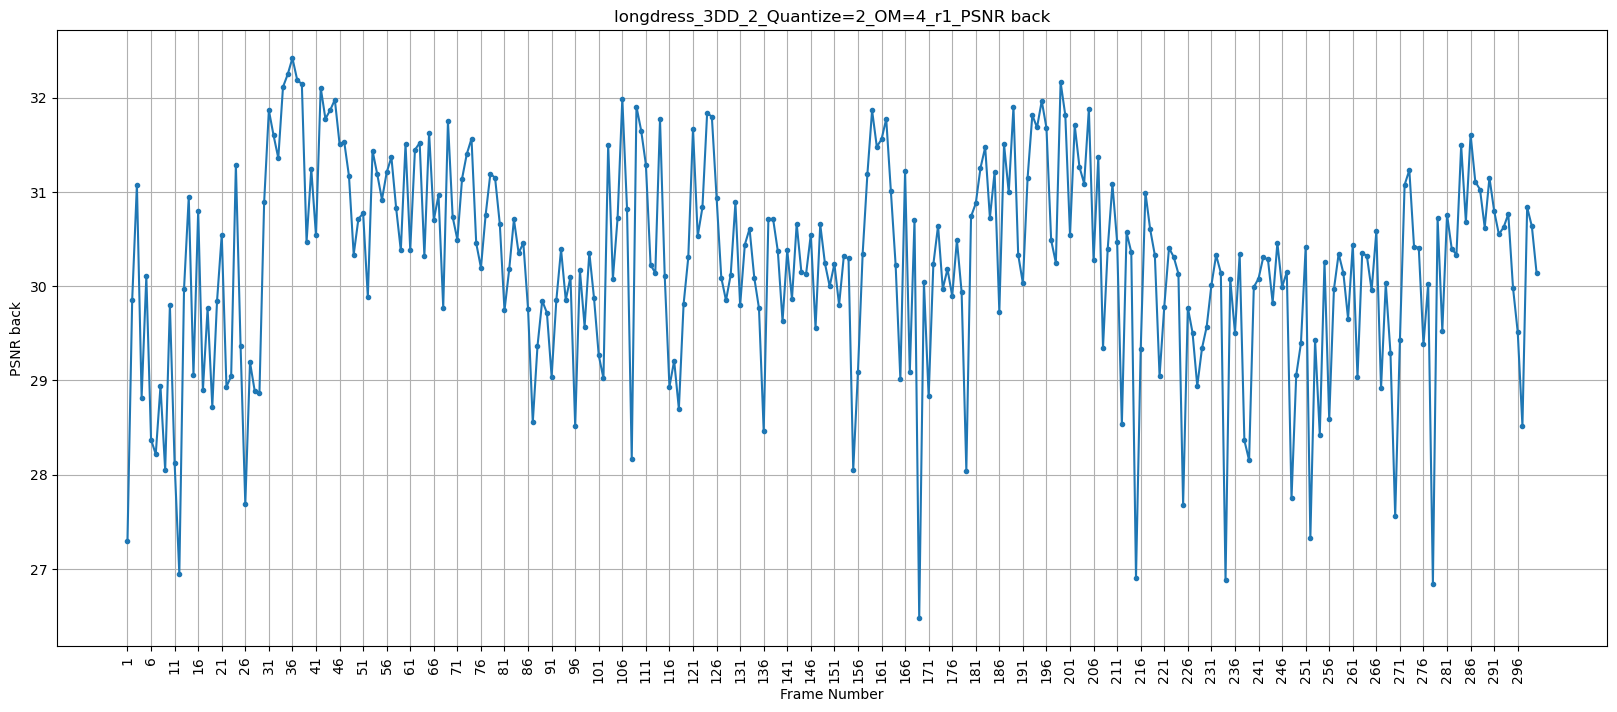 longdress_3DD_2_Quantize=2_OM=4_r1_PSNR back
PSNR back
32
31
30
29
28
27
1 6 11 16 21 26 31 36 41 46 51 56 61 66 71 76 81 86 91 96 101 106 111 116 121 126 131 136 141 146 151 156 161 166 171 176 181 186 191 196 201 206 211 216 221 226 231 236 241 246 251 256 261 266 271 276 281 286 291 296
Frame Number